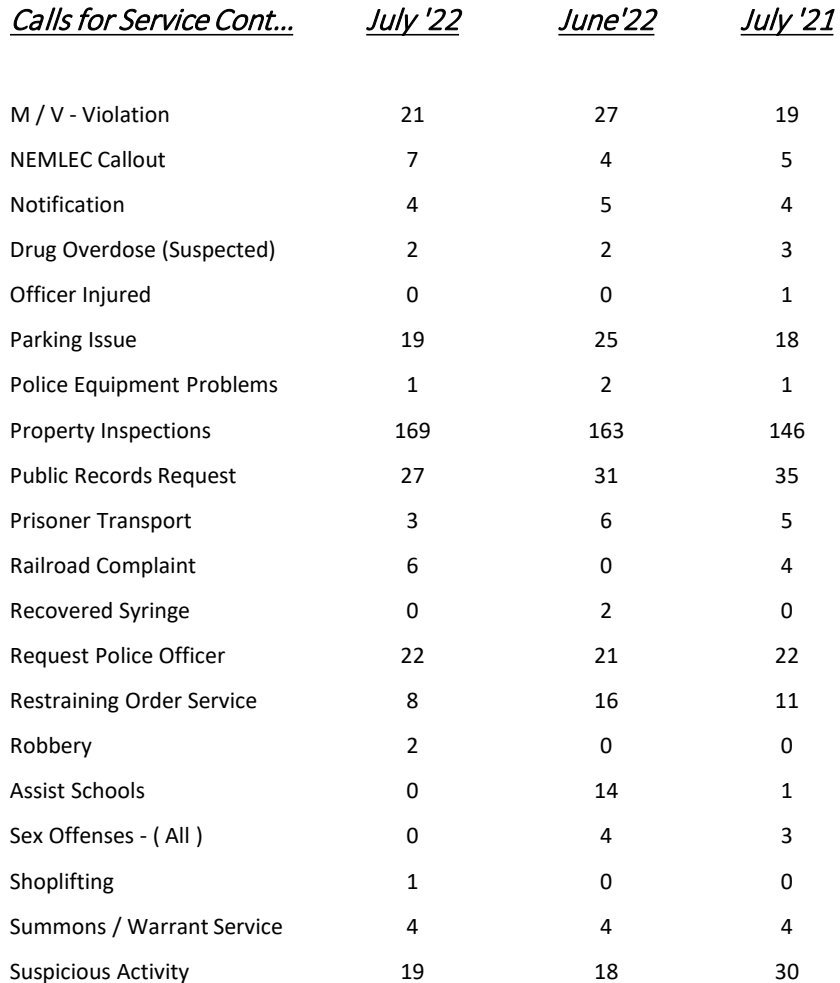 Calls for Service Cont... July '22 June'22 July '21
M / V - Violation 21 27 19
NEMLEC Callout 7 4 5
Notification 4 5 4
Drug Overdose (Suspected) 2 2 3
Officer Injured 0 0 1
Parking Issue 19 25 18
Police Equipment Problems 1 2 1
Property Inspections 169 163 146
Public Records Request 27 31 35
Prisoner Transport 3 6 5
Railroad Complaint 6 0 4
Recovered Syringe 0 2 0
Request Police Officer 22 21 22
Restraining Order Service 8 16 11
Robbery 2 0 0
Assist Schools 0 14 1
Sex Offenses - ( All ) 0 4 3
Shoplifting 1 0 0
Summons / Warrant Service 4 4 4
Suspicious Activity 19 18 30